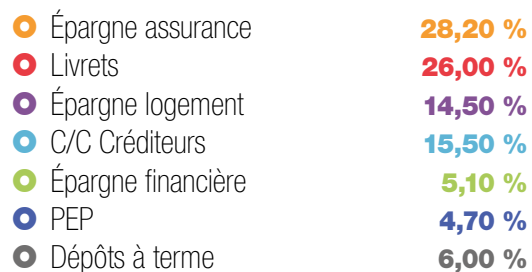 Épargne assurance 28,20 %
Livrets 26,00 %
Épargne logement 14,50 %
C/C Créditeurs 15,50 %
Épargne financière 5,10 %
PEP 4,70 %
Dépôts à terme 6,00 %